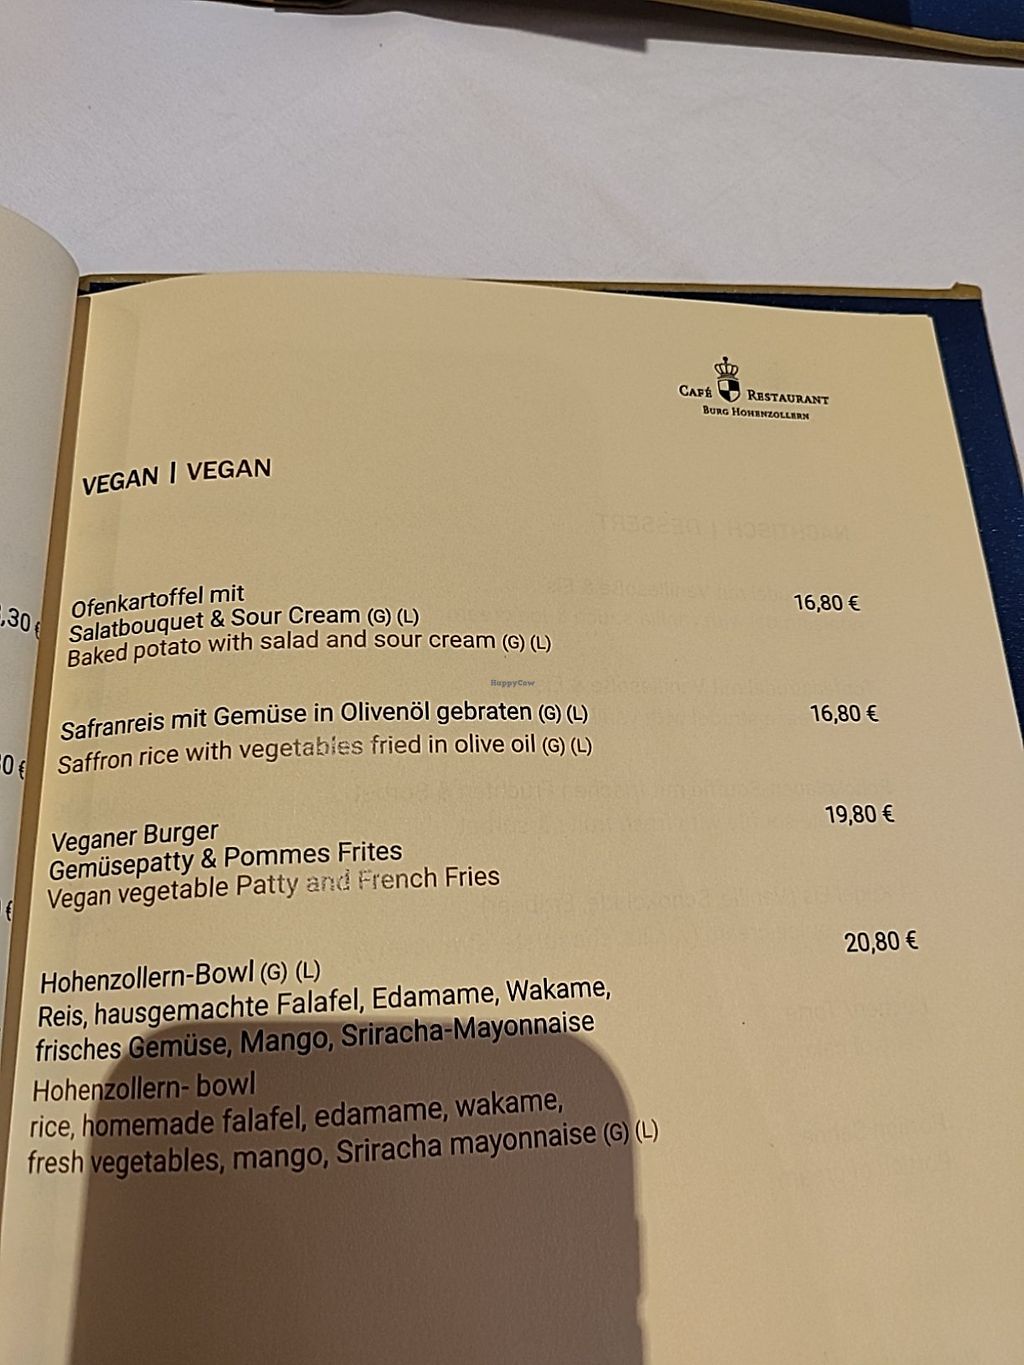 CAFÉ RESTAURANT
BURG HOHENZOLLERN
VEGAN | VEGAN
Ofenkartoffel mit
Salatbouquet & Sour Cream (G) (L)
16,80 €
Baked potato with salad and sour cream (G) (L)
HappyCow
Safranreis mit Gemüse in Olivenöl gebraten (G) (L)
16,80 €
Saffron rice with vegetables fried in olive oil (G) (L)
Veganer Burger
19,80 €
Gemüsepatty & Pommes Frites
Vegan vegetable Patty and French Fries
Hohenzollern-Bowl (G) (L)
20,80 €
Reis, hausgemachte Falafel, Edamame, Wakame,
frisches Gemüse, Mango, Sriracha-Mayonnaise
Hohenzollern- bowl
rice, homemade falafel, edamame, wakame,
fresh vegetables, mango, Sriracha mayonnaise (G) (L)